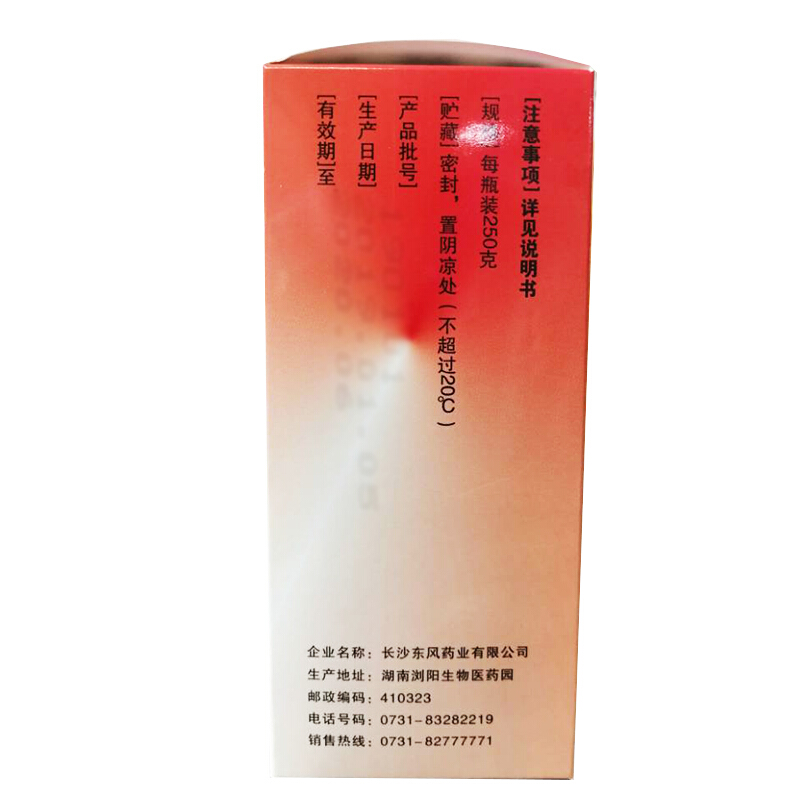 [注意事项]详见说明书
[规格]每瓶装250克
[贮藏]密封，置阴凉处（不超过20℃）
[产品批号]
[生产日期]
[有效期]至
企业名称：长沙东风药业有限公司
生产地址：湖南浏阳生物医药园
邮政编码：410323
电话号码：0731-83282219
销售热线：0731-82777771